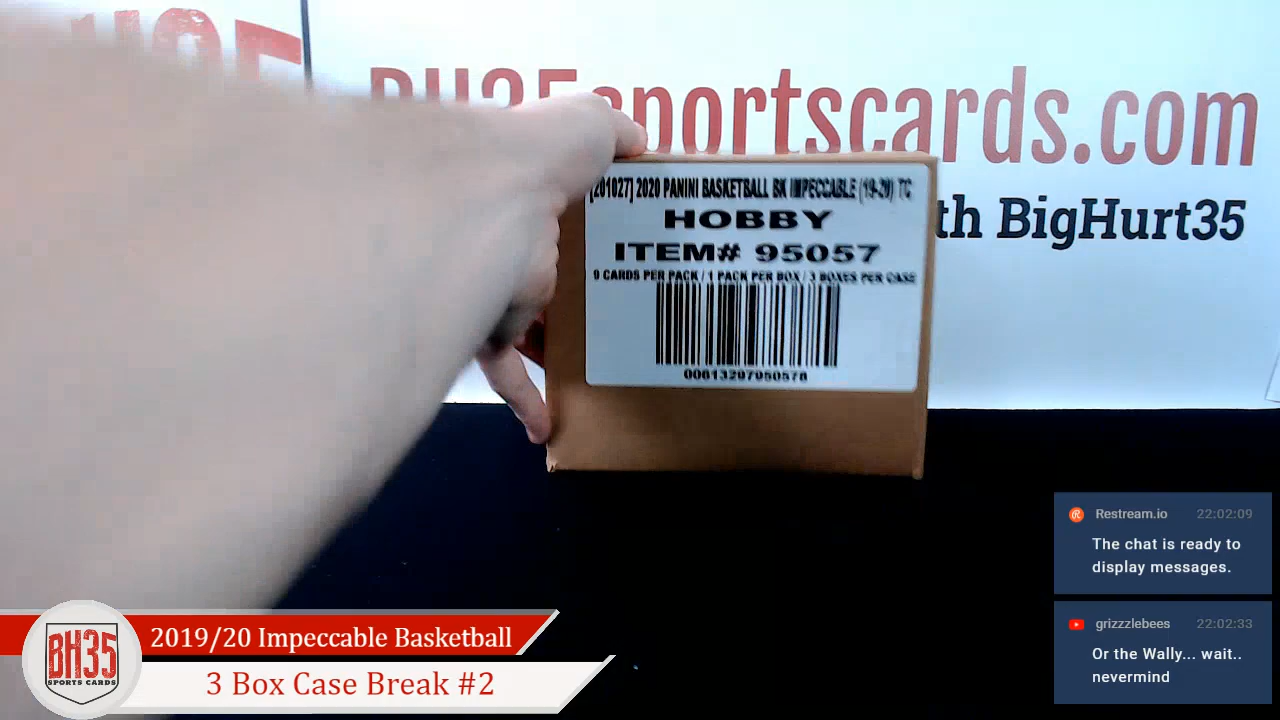 BH35sportscards.com
th BigHurt35
[201027] 2020 PANINI BASKETBALL BK IMPECCABLE (19-20) TC
HOBBY
ITEM# 95057
9 CARDS PER PACK / 1 PACK PER BOX / 3 BOXES PER CASE
00613297950578
Restream.io 22:02:09
The chat is ready to
display messages.
grizzzlebees 22:02:33
Or the Wally... wait..
nevermind
BH35
SPORTS CARDS
2019/20 Impeccable Basketball
3 Box Case Break #2